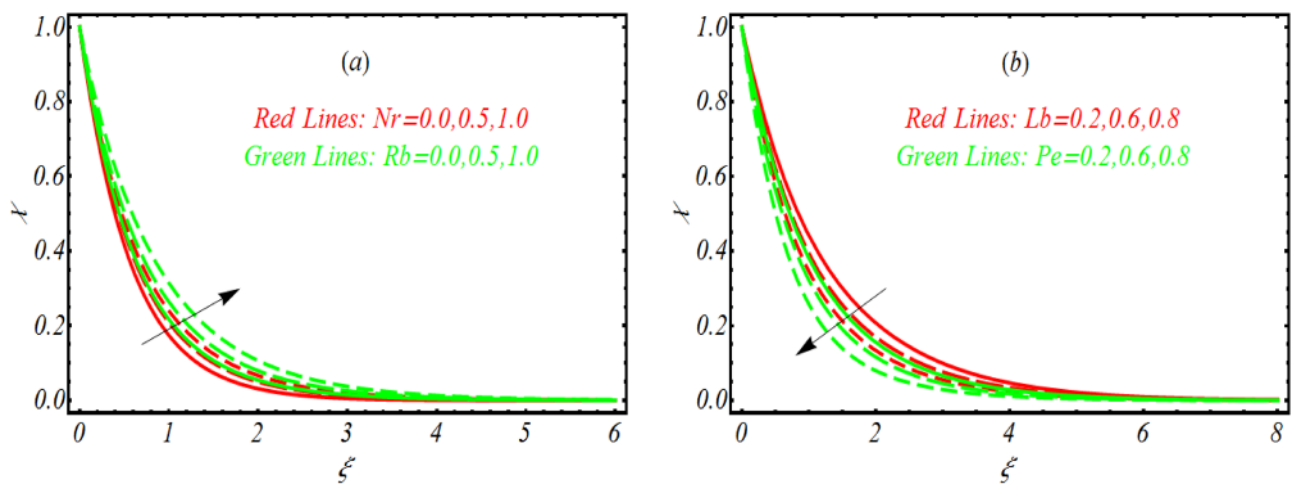 (a)
Red Lines: Nr=0.0,0.5,1.0
Green Lines: Rb=0.0,0.5,1.0
1.0
0.8
0.6
0.4
0.2
0.0
χ
0 1 2 3 4 5 6
ξ
(b)
Red Lines: Lb=0.2,0.6,0.8
Green Lines: Pe=0.2,0.6,0.8
1.0
0.8
0.6
0.4
0.2
0.0
χ
0 2 4 6 8
ξ